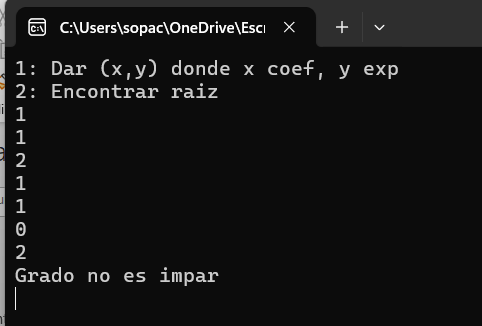 C:\Users\sopac\OneDrive\Escr
1: Dar (x,y) donde x coef, y exp
2: Encontrar raiz
1
1
2
1
1
0
2
Grado no es impar